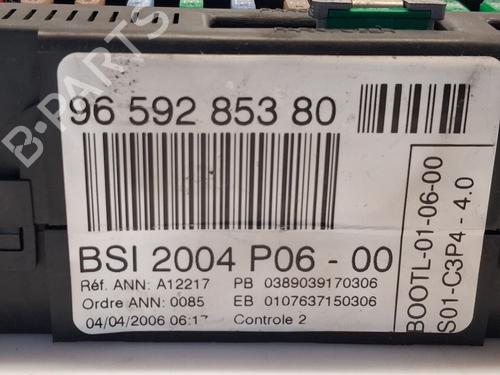 B-PARTS
96 592 853 80
BSI 2004 P06 - 00
Réf. ANN: A12217 PB 0389039170306
Ordre ANN: 0085 EB 0107637150306
04/04/2006 06:17 Controle 2
BOOTL-01-06-00
S01-C3P4 - 4.0